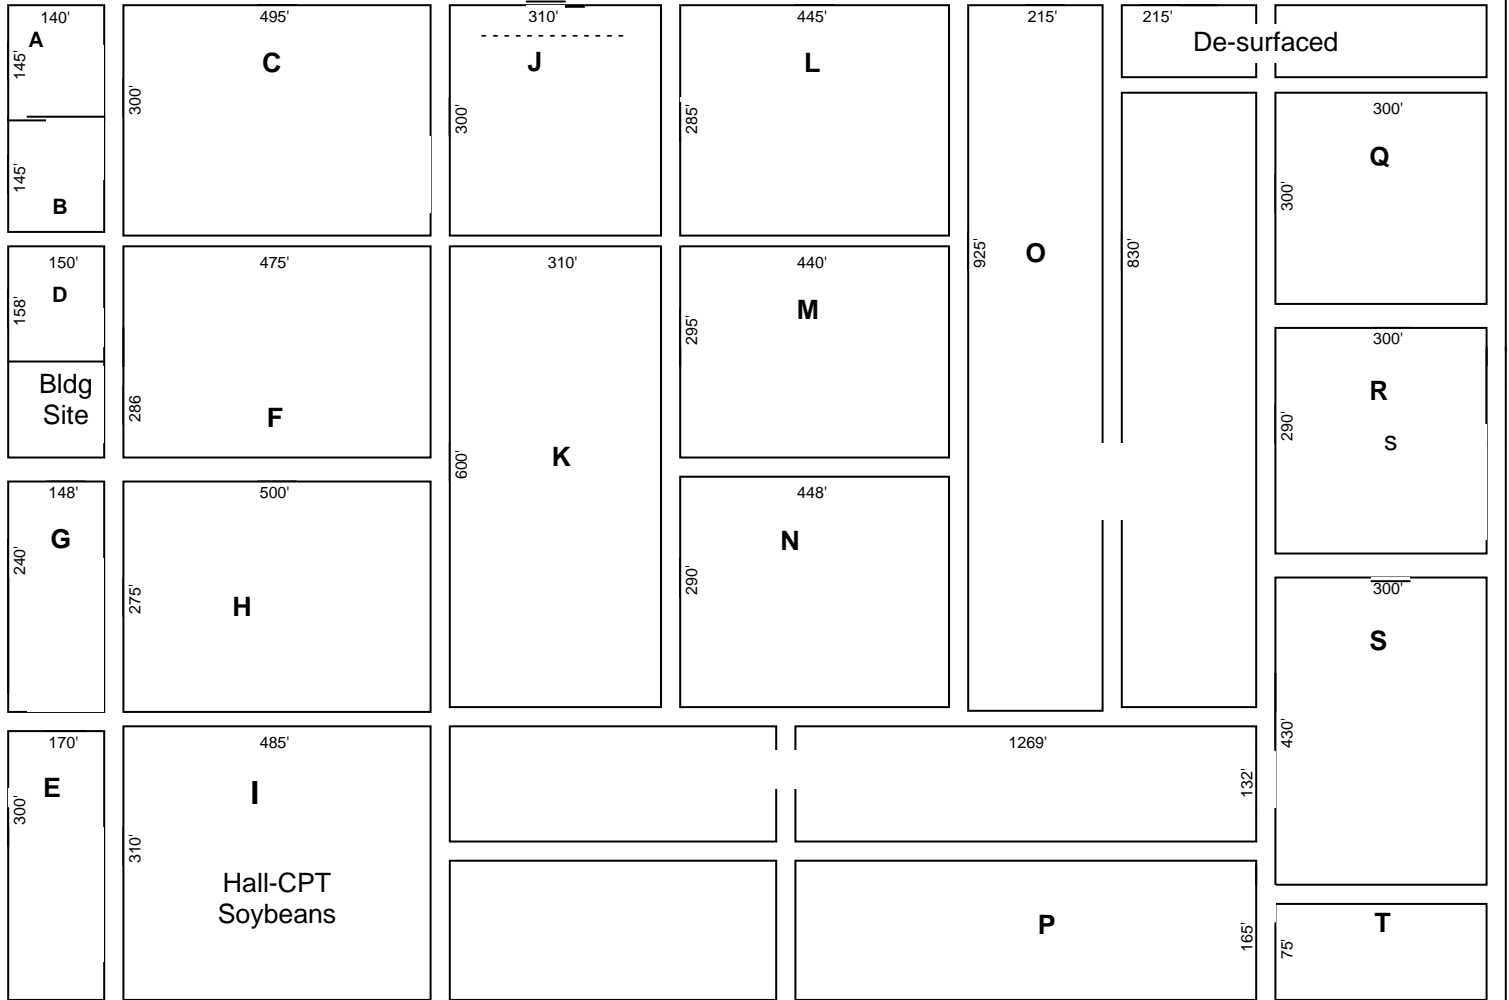 140'
A
145'
145'
B
495'
C
300'
310'
J
300'
445'
L
285'
215'
O
925'
215'
De-surfaced
830'
300'
Q
300'
150'
D
158'
Bldg
Site
475'
286
F
310'
K
600'
440'
M
295'
300'
R
290'
S
148'
G
240'
500'
H
275'
448'
N
290'
300'
S
430'
170'
E
300'
485'
I
310'
Hall-CPT
Soybeans
1269'
132'
P
165'
T
75'